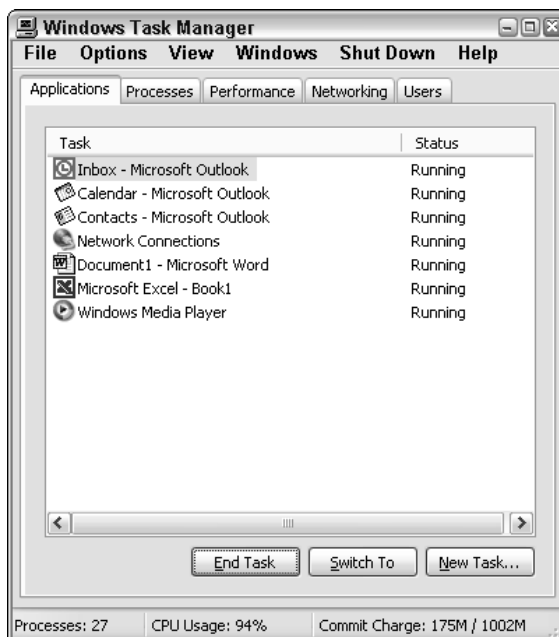 Windows Task Manager
File Options View Windows Shut Down Help
Applications Processes Performance Networking Users
Task Status
Inbox - Microsoft Outlook Running
Calendar - Microsoft Outlook Running
Contacts - Microsoft Outlook Running
Network Connections Running
Document1 - Microsoft Word Running
Microsoft Excel - Book1 Running
Windows Media Player Running
End Task Switch To New Task...
Processes: 27 CPU Usage: 94% Commit Charge: 175M / 1002M